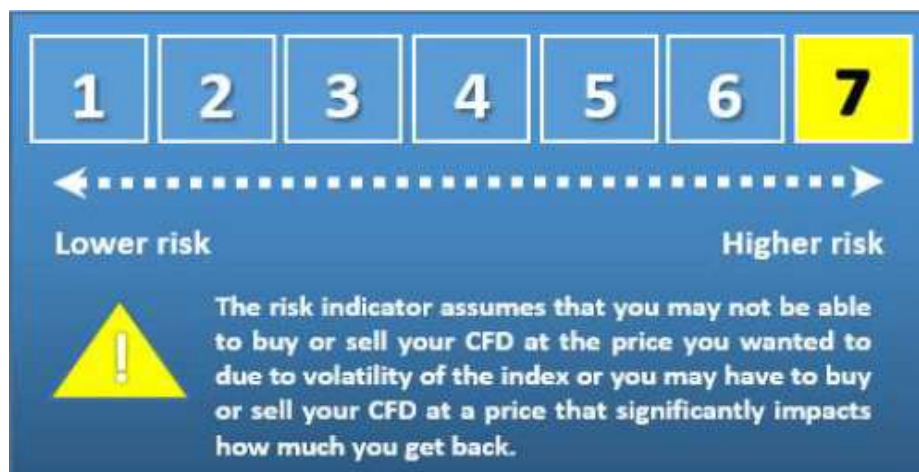 1 2 3 4 5 6 7
Lower risk Higher risk
!
The risk indicator assumes that you may not be able
to buy or sell your CFD at the price you wanted to
due to volatility of the index or you may have to buy
or sell your CFD at a price that significantly impacts
how much you get back.